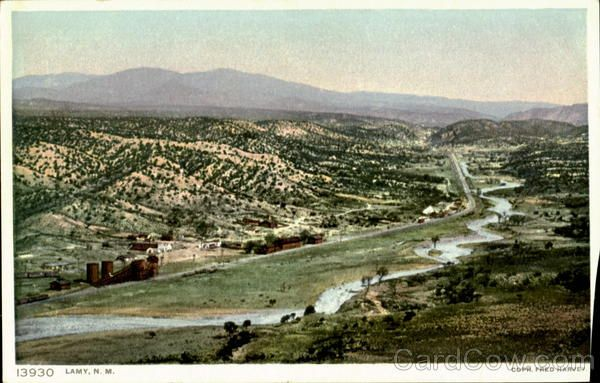 13930 LAMY, N. M. COPR. FRED HARVEY.
CardCow.com